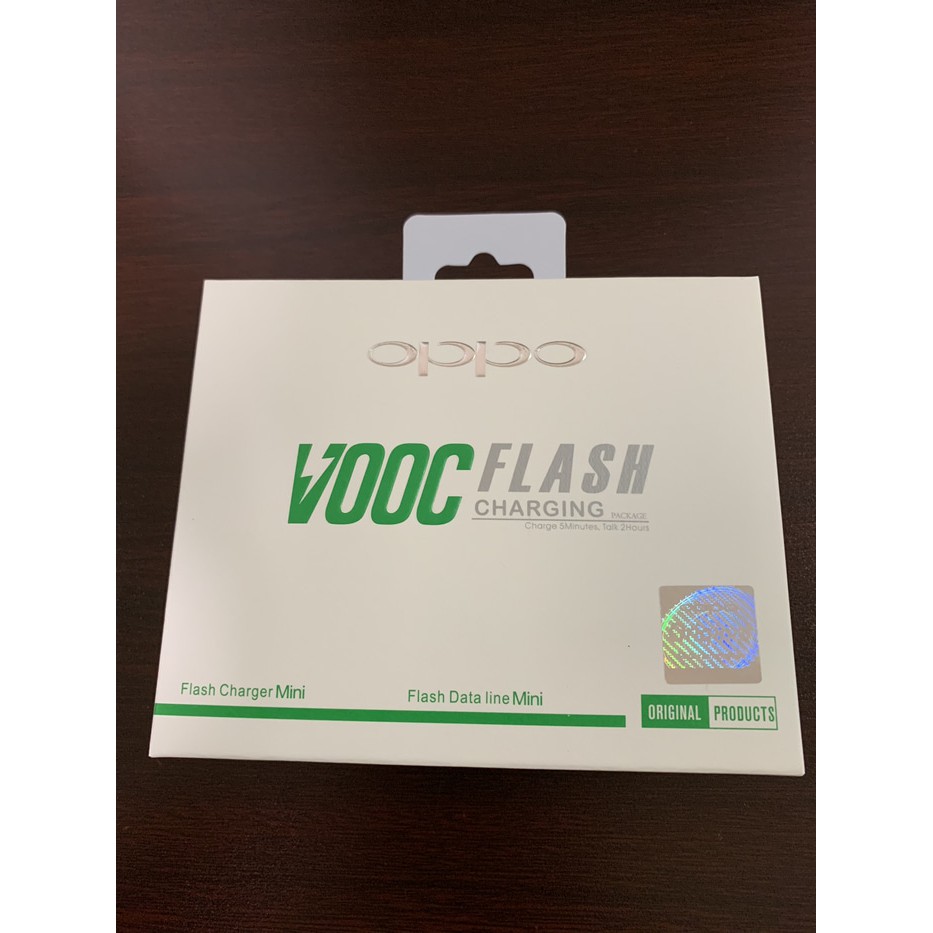 oppo
VOOC FLASH
CHARGING PACKAGE
Charge 5Minutes, Talk 2Hours
Flash Charger Mini
Flash Data line Mini
ORIGINAL PRODUCTS